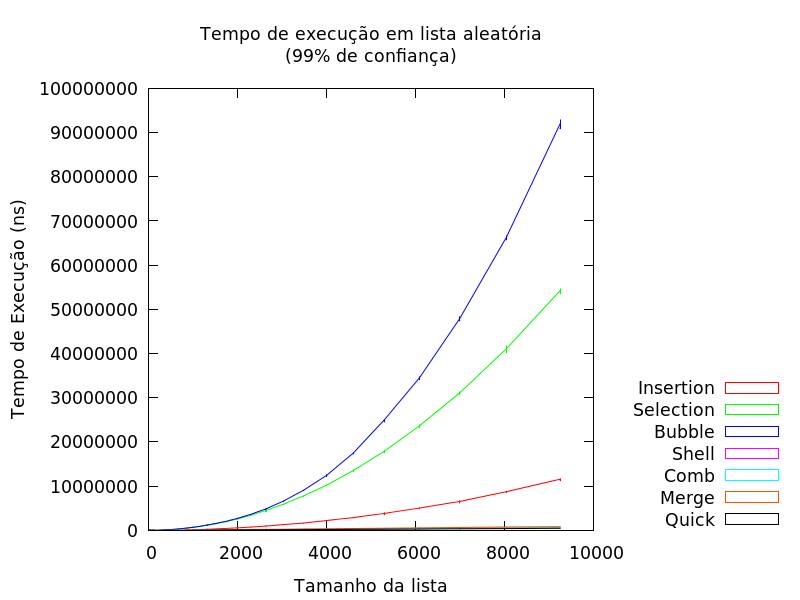 Tempo de execução em lista aleatória
(99% de confiança)
100000000
90000000
80000000
70000000
60000000
50000000
40000000
30000000
20000000
10000000
0
Tempo de Execução (ns)
0 2000 4000 6000 8000 10000
Tamanho da lista
Insertion
Selection
Bubble
Shell
Comb
Merge
Quick